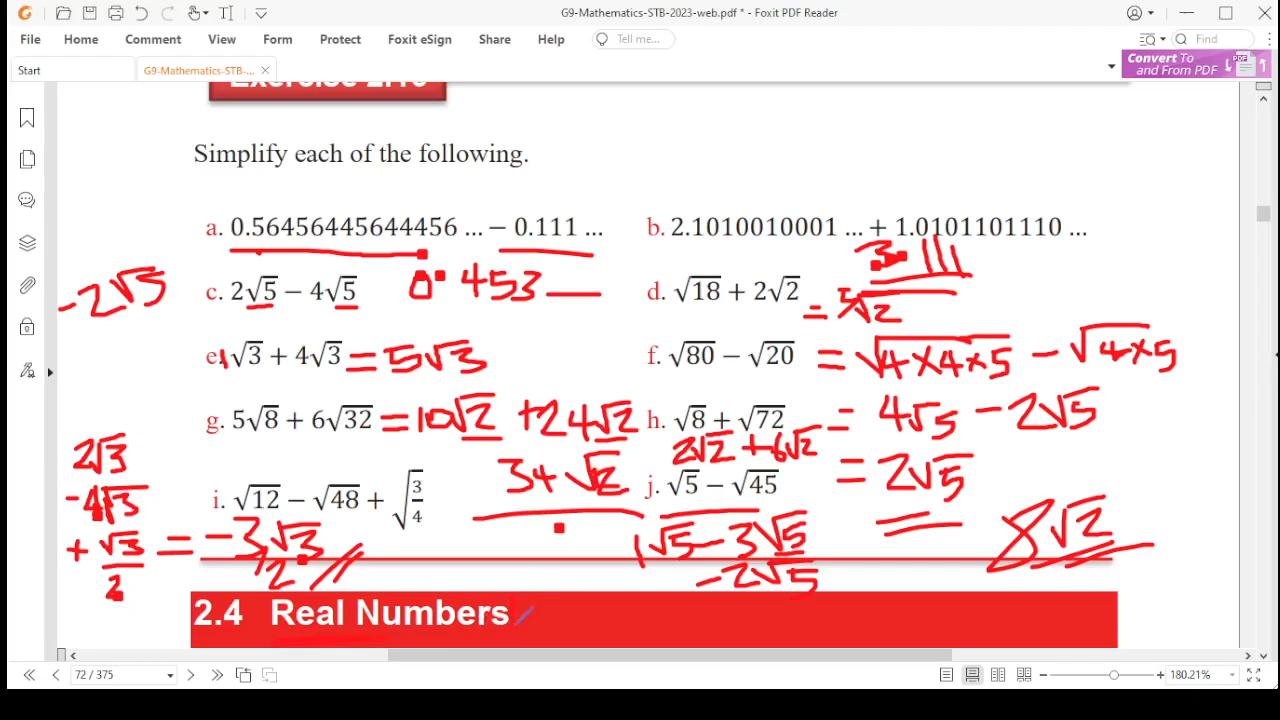 G9-Mathematics-STB-2023-web.pdf * - Foxit PDF Reader
File Home Comment View Form Protect Foxit eSign Share Help Tell me... Find
Start G9-Mathematics-STB-... Convert To and From PDF
Simplify each of the following.
a. 0.56456445644456 ... − 0.111 ... b. 2.1010010001 ... + 1.0101101110 ...
3.111
-2√5 c. 2√5 − 4√5 0.453 d. √18 + 2√2
= 5√2
e. 1√3 + 4√3 = 5√3 f. √80 − √20 = √4×4×5 - √4×5
g. 5√8 + 6√32 = 10√2 + 24√2 h. √8 + √72 = 4√5 - 2√5
2√2 + 6√2
34√2
2√3
-4√3
+ √3/2 = -3√3/2
i. √12 − √48 + √3/4 j. √5 − √45 = 2√5
1√5 - 3√5
-2√5
8√2
2.4 Real Numbers
72 / 375 180.21%